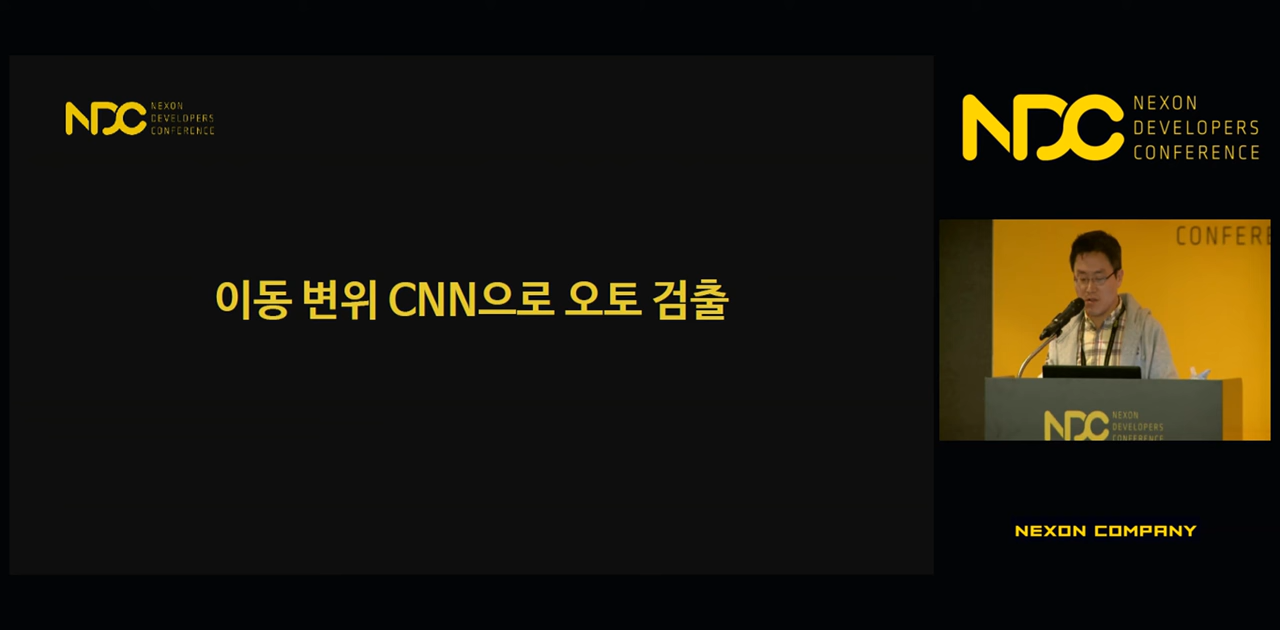 NDC NEXON
DEVELOPERS
CONFERENCE
이동 변위 CNN으로 오토 검출
NDC NEXON
DEVELOPERS
CONFERENCE
CONFERE
NDC NEXON
DEVELOPERS
CONFERENCE
NEXON COMPANY